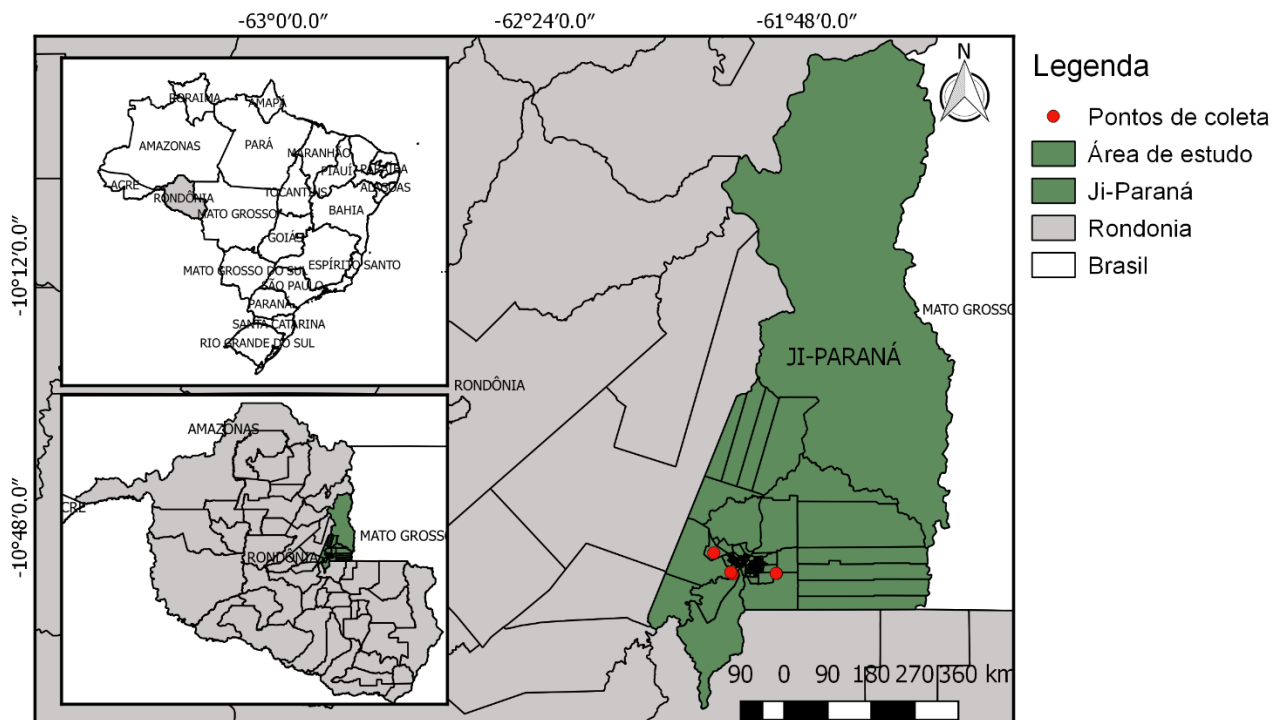 -63°0′0.0″ -62°24′0.0″ -61°48′0.0″
-10°12′0.0″
-10°48′0.0″
RORAIMA
AMAPÁ
AMAZONAS
PARÁ
MARANHÃO
PIAUÍ
PARAÍBA
ACRE
RONDÔNIA
TOCANTINS
ALAGOAS
MATO GROSSO
BAHIA
GOIÁS
MATO GROSSO DO SUL
ESPÍRITO SANTO
SÃO PAULO
PARANÁ
SANTA CATARINA
RIO GRANDE DO SUL
AMAZONAS
CRE
MATO GROSS
RONDÔNIA
RONDÔNIA
JI-PARANÁ
MATO GROSSO
N
90 0 90 180 270 360 km
Legenda
Pontos de coleta
Área de estudo
Ji-Paraná
Rondonia
Brasil